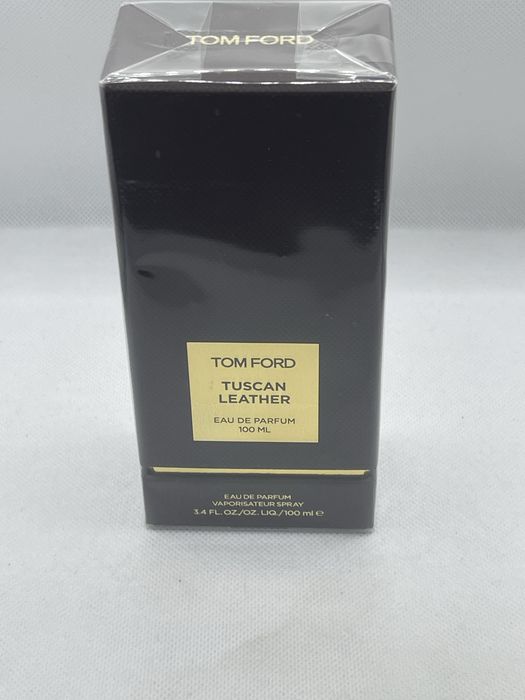 TOM FORD
TOM FORD
TUSCAN
LEATHER
EAU DE PARFUM
100 ML
EAU DE PARFUM
VAPORISATEUR SPRAY
3.4 FL. OZ./OZ. LIQ./100 ml ℮